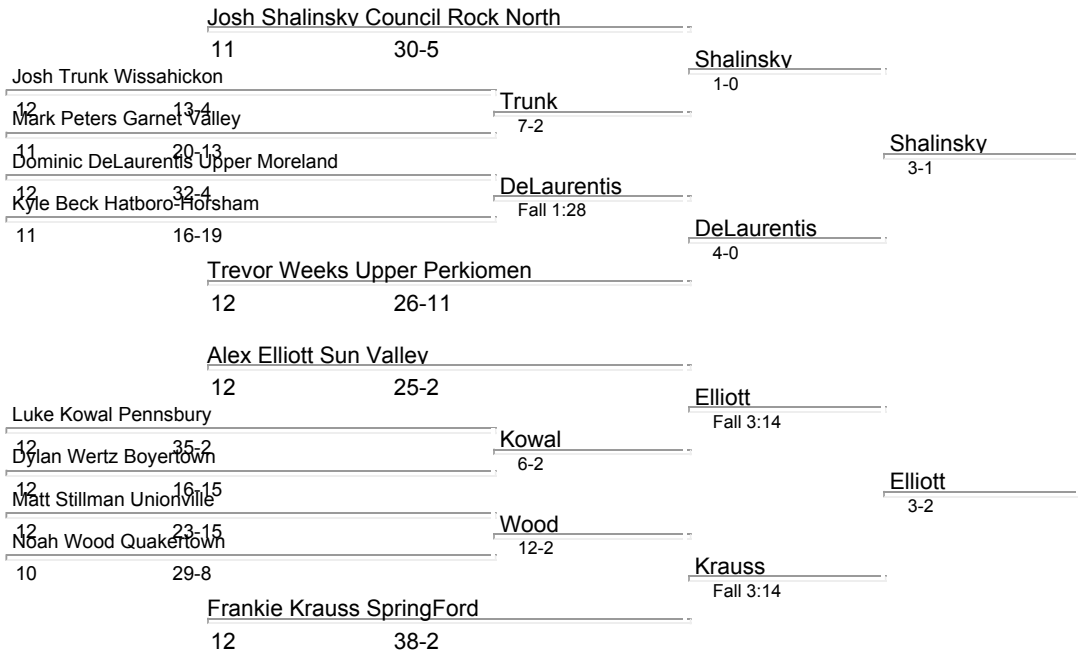 Josh Shalinsky Council Rock North
11 30-5
Shalinsky
1-0
Josh Trunk Wissahickon
12 13-4
Trunk
7-2
Mark Peters Garnet Valley
11 20-13
Shalinsky
3-1
Dominic DeLaurentis Upper Moreland
12 32-4
DeLaurentis
Fall 1:28
Kyle Beck Hatboro-Horsham
11 16-19
DeLaurentis
4-0
Trevor Weeks Upper Perkiomen
12 26-11
Alex Elliott Sun Valley
12 25-2
Elliott
Fall 3:14
Luke Kowal Pennsbury
12 35-2
Kowal
6-2
Dylan Wertz Boyertown
12 16-15
Elliott
3-2
Matt Stillman Unionville
12 23-15
Wood
12-2
Noah Wood Quakertown
10 29-8
Krauss
Fall 3:14
Frankie Krauss SpringFord
12 38-2